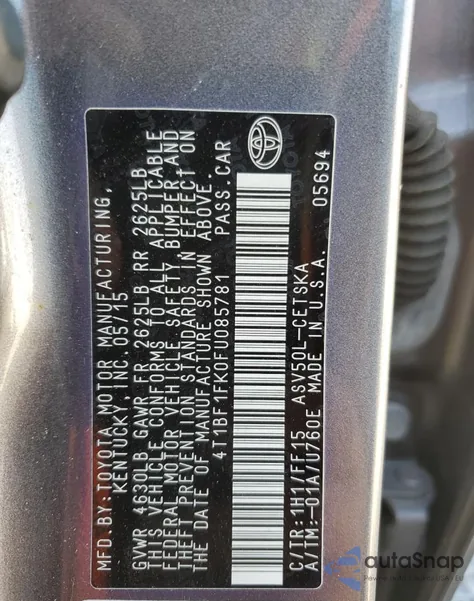 MFD.BY:TOYOTA MOTOR MANUFACTURING,
KENTUCKY,INC. 05/15
GVWR 4630LB GAWR FR 2625LB RR 2625LB
THIS VEHICLE CONFORMS TO ALL APPLICABLE
FEDERAL MOTOR VEHICLE SAFETY, BUMPER,AND
THEFT PREVENTION STANDARDS IN EFFECT ON
THE DATE OF MANUFACTURE SHOWN ABOVE.
4T1BF1FKXFU085781 PASS.CAR
C/TR:1H1/FF15 ASV50L-CETSKA
A/TM:-01A/U760E MADE IN U.S.A. 05694
autoSnap